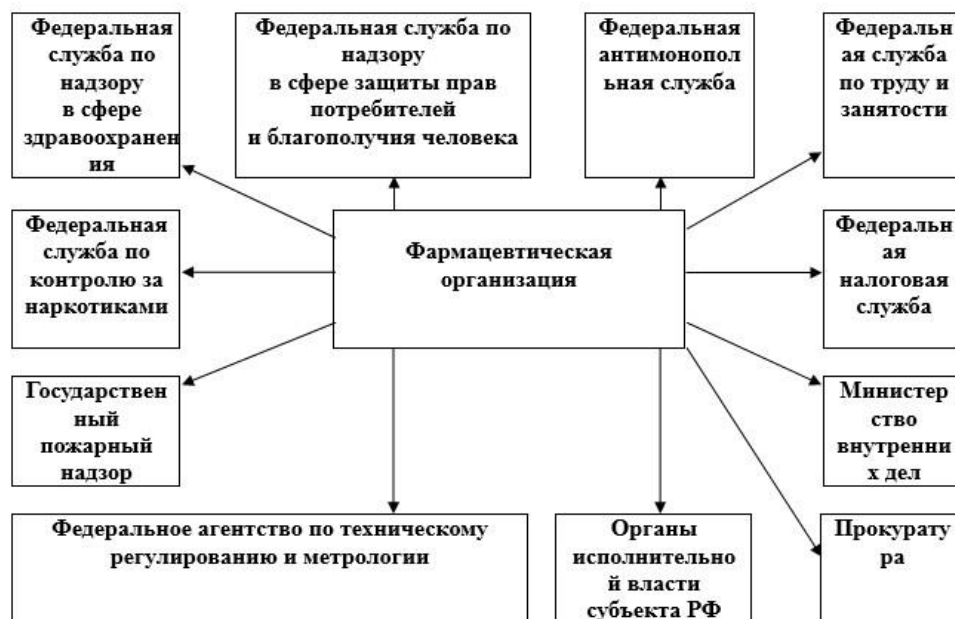 Федеральная
служба по
надзору
в сфере
здравоохранен
ия
Федеральная служба по
надзору
в сфере защиты прав
потребителей
и благополучия человека
Федеральная
антимонопол
ьная служба
Федеральн
ая служба
по труду и
занятости
Федеральная
служба по
контролю за
наркотиками
Фармацевтическая
организация
Федеральн
ая
налоговая
служба
Государствен
ный
пожарный
надзор
Министер
ство
внутренни
х дел
Федеральное агентство по техническому
регулированию и метрологии
Органы
исполнительно
й власти
субъекта РФ
Прокурату
ра